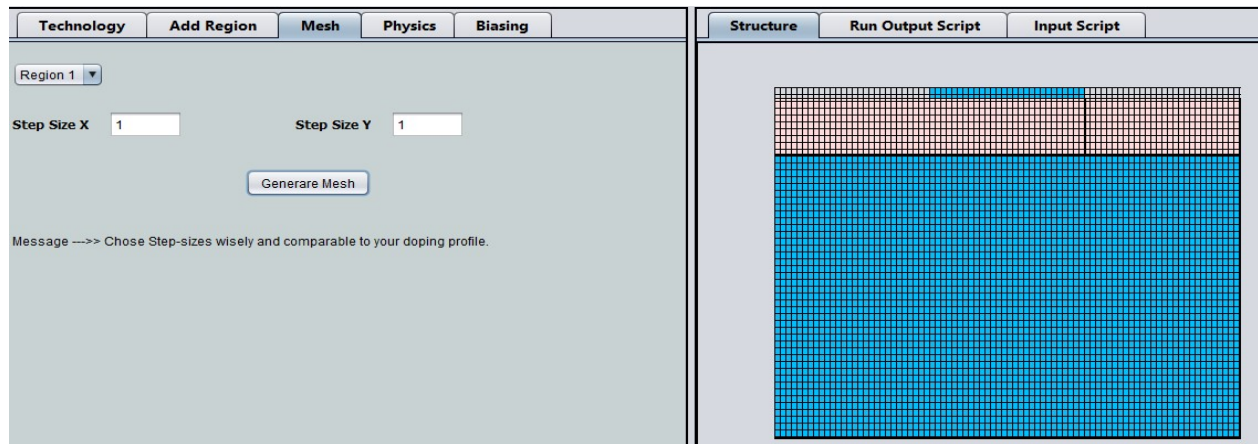 Technology Add Region Mesh Physics Biasing
Structure Run Output Script Input Script
Region 1
Step Size X 1 Step Size Y 1
Generare Mesh
Message --->> Chose Step-sizes wisely and comparable to your doping profile.